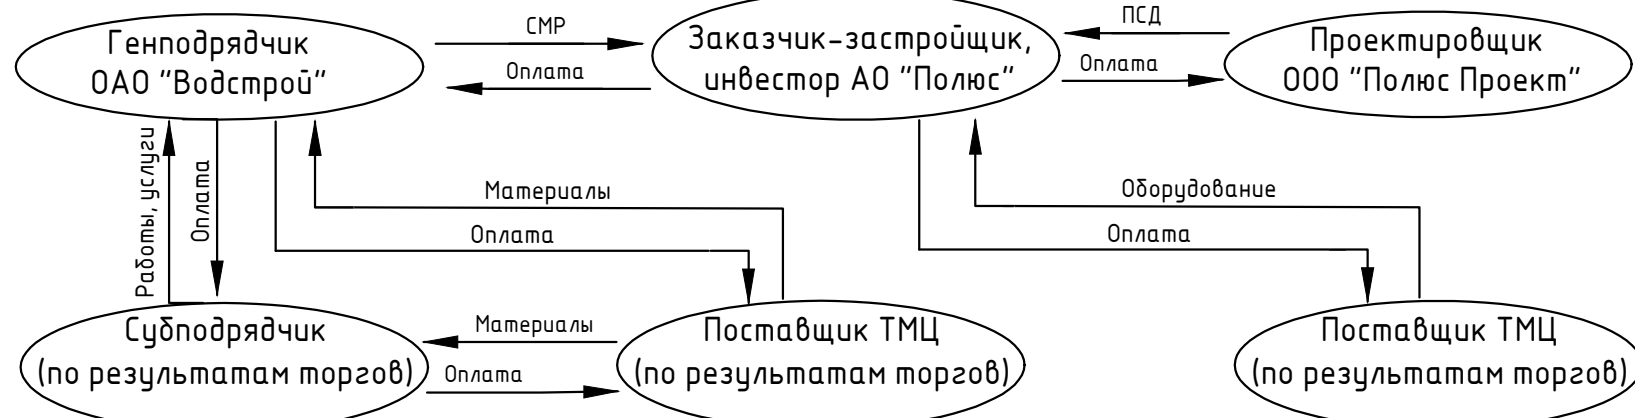 Генподрядчик
ОАО "Водстрой"
СМР
Оплата
Заказчик-застройщик,
инвестор АО "Полюс"
ПСД
Оплата
Проектировщик
ООО "Полюс Проект"
Работы, услуги
Оплата
Материалы
Оплата
Оборудование
Оплата
Субподрядчик
(по результатам торгов)
Материалы
Оплата
Поставщик ТМЦ
(по результатам торгов)
Поставщик ТМЦ
(по результатам торгов)